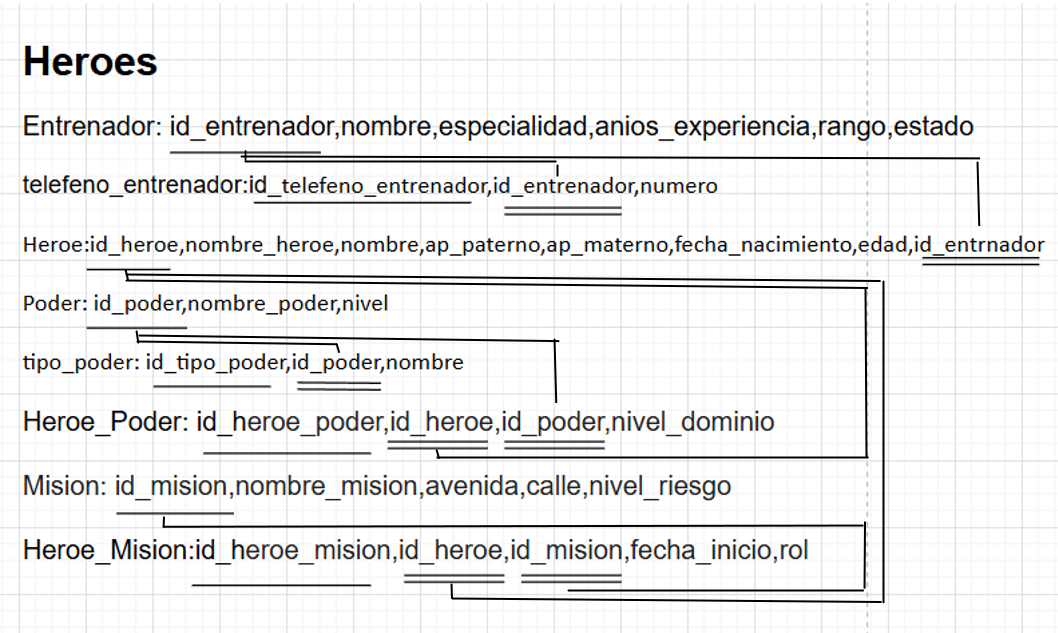 Heroes
Entrenador: id_entrenador,nombre,especialidad,anios_experiencia,rango,estado
telefeno_entrenador:id_telefeno_entrenador,id_entrenador,numero
Heroe:id_heroe,nombre_heroe,nombre,ap_paterno,ap_materno,fecha_nacimiento,edad,id_entrnador
Poder: id_poder,nombre_poder,nivel
tipo_poder: id_tipo_poder,id_poder,nombre
Heroe_Poder: id_heroe_poder,id_heroe,id_poder,nivel_dominio
Mision: id_mision,nombre_mision,avenida,calle,nivel_riesgo
Heroe_Mision:id_heroe_mision,id_heroe,id_mision,fecha_inicio,rol